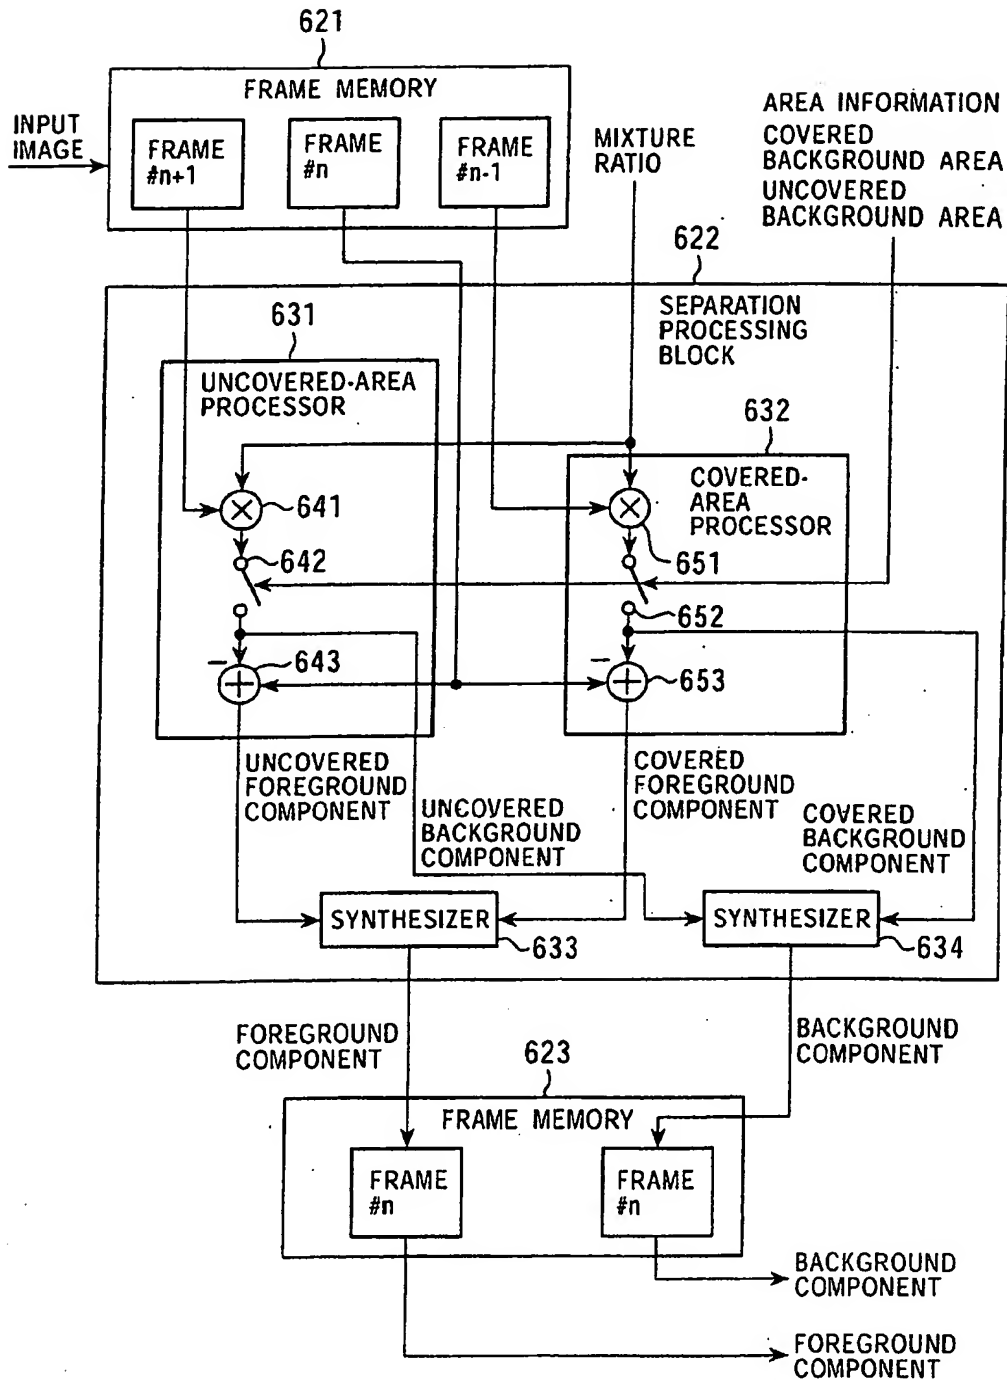 621
FRAME MEMORY
INPUT
IMAGE
FRAME
#n+1
FRAME
#n
FRAME
#n-1
MIXTURE
RATIO
AREA INFORMATION
COVERED
BACKGROUND AREA
UNCOVERED
BACKGROUND AREA
622
SEPARATION
PROCESSING
BLOCK
631
UNCOVERED-AREA
PROCESSOR
632
COVERED-
AREA
PROCESSOR
×
641
×
651
642
652
−
+
643
−
+
653
UNCOVERED
FOREGROUND
COMPONENT
UNCOVERED
BACKGROUND
COMPONENT
COVERED
FOREGROUND
COMPONENT
COVERED
BACKGROUND
COMPONENT
SYNTHESIZER
633
SYNTHESIZER
634
FOREGROUND
COMPONENT
BACKGROUND
COMPONENT
623
FRAME MEMORY
FRAME
#n
FRAME
#n
BACKGROUND
COMPONENT
FOREGROUND
COMPONENT